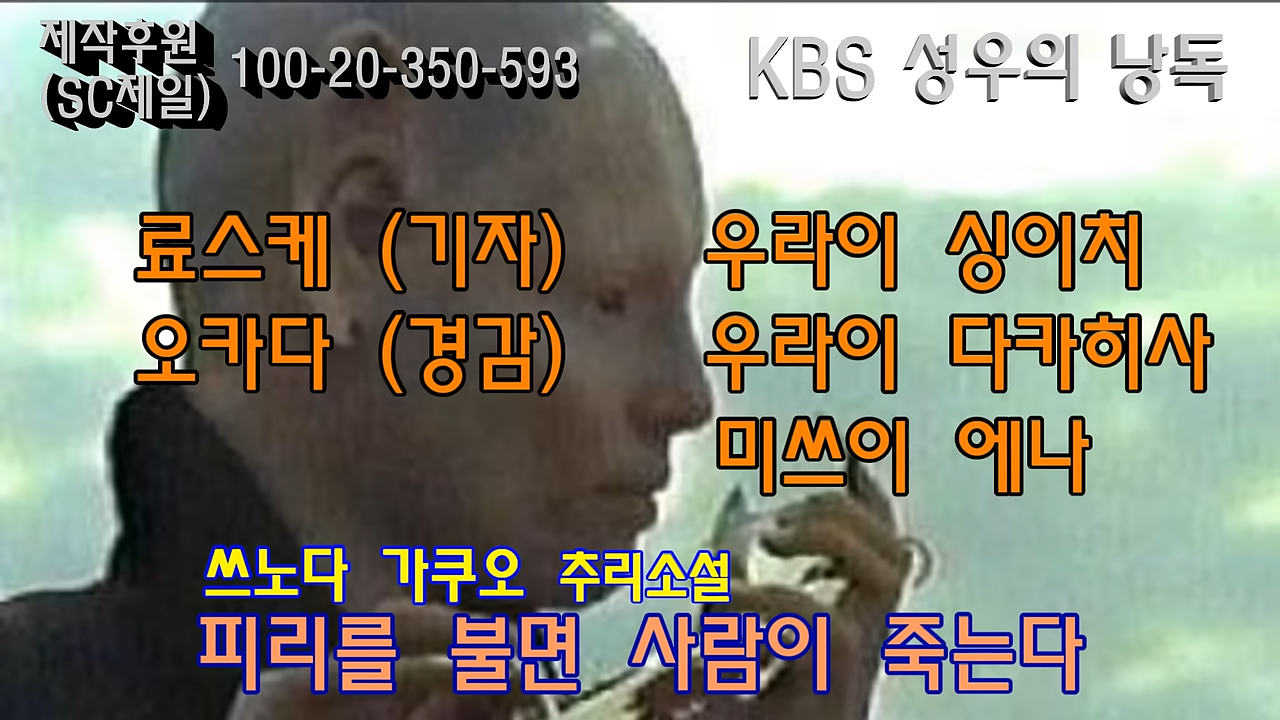 제작후원
(SC제일)
100-20-350-593
KBS 성우의 낭독
료스케 (기자)
우라이 싱이치
오카다 (경감)
우라이 다카히사
미쓰이 에나
쓰노다 가쿠오 추리소설
피리를 불면 사람이 죽는다